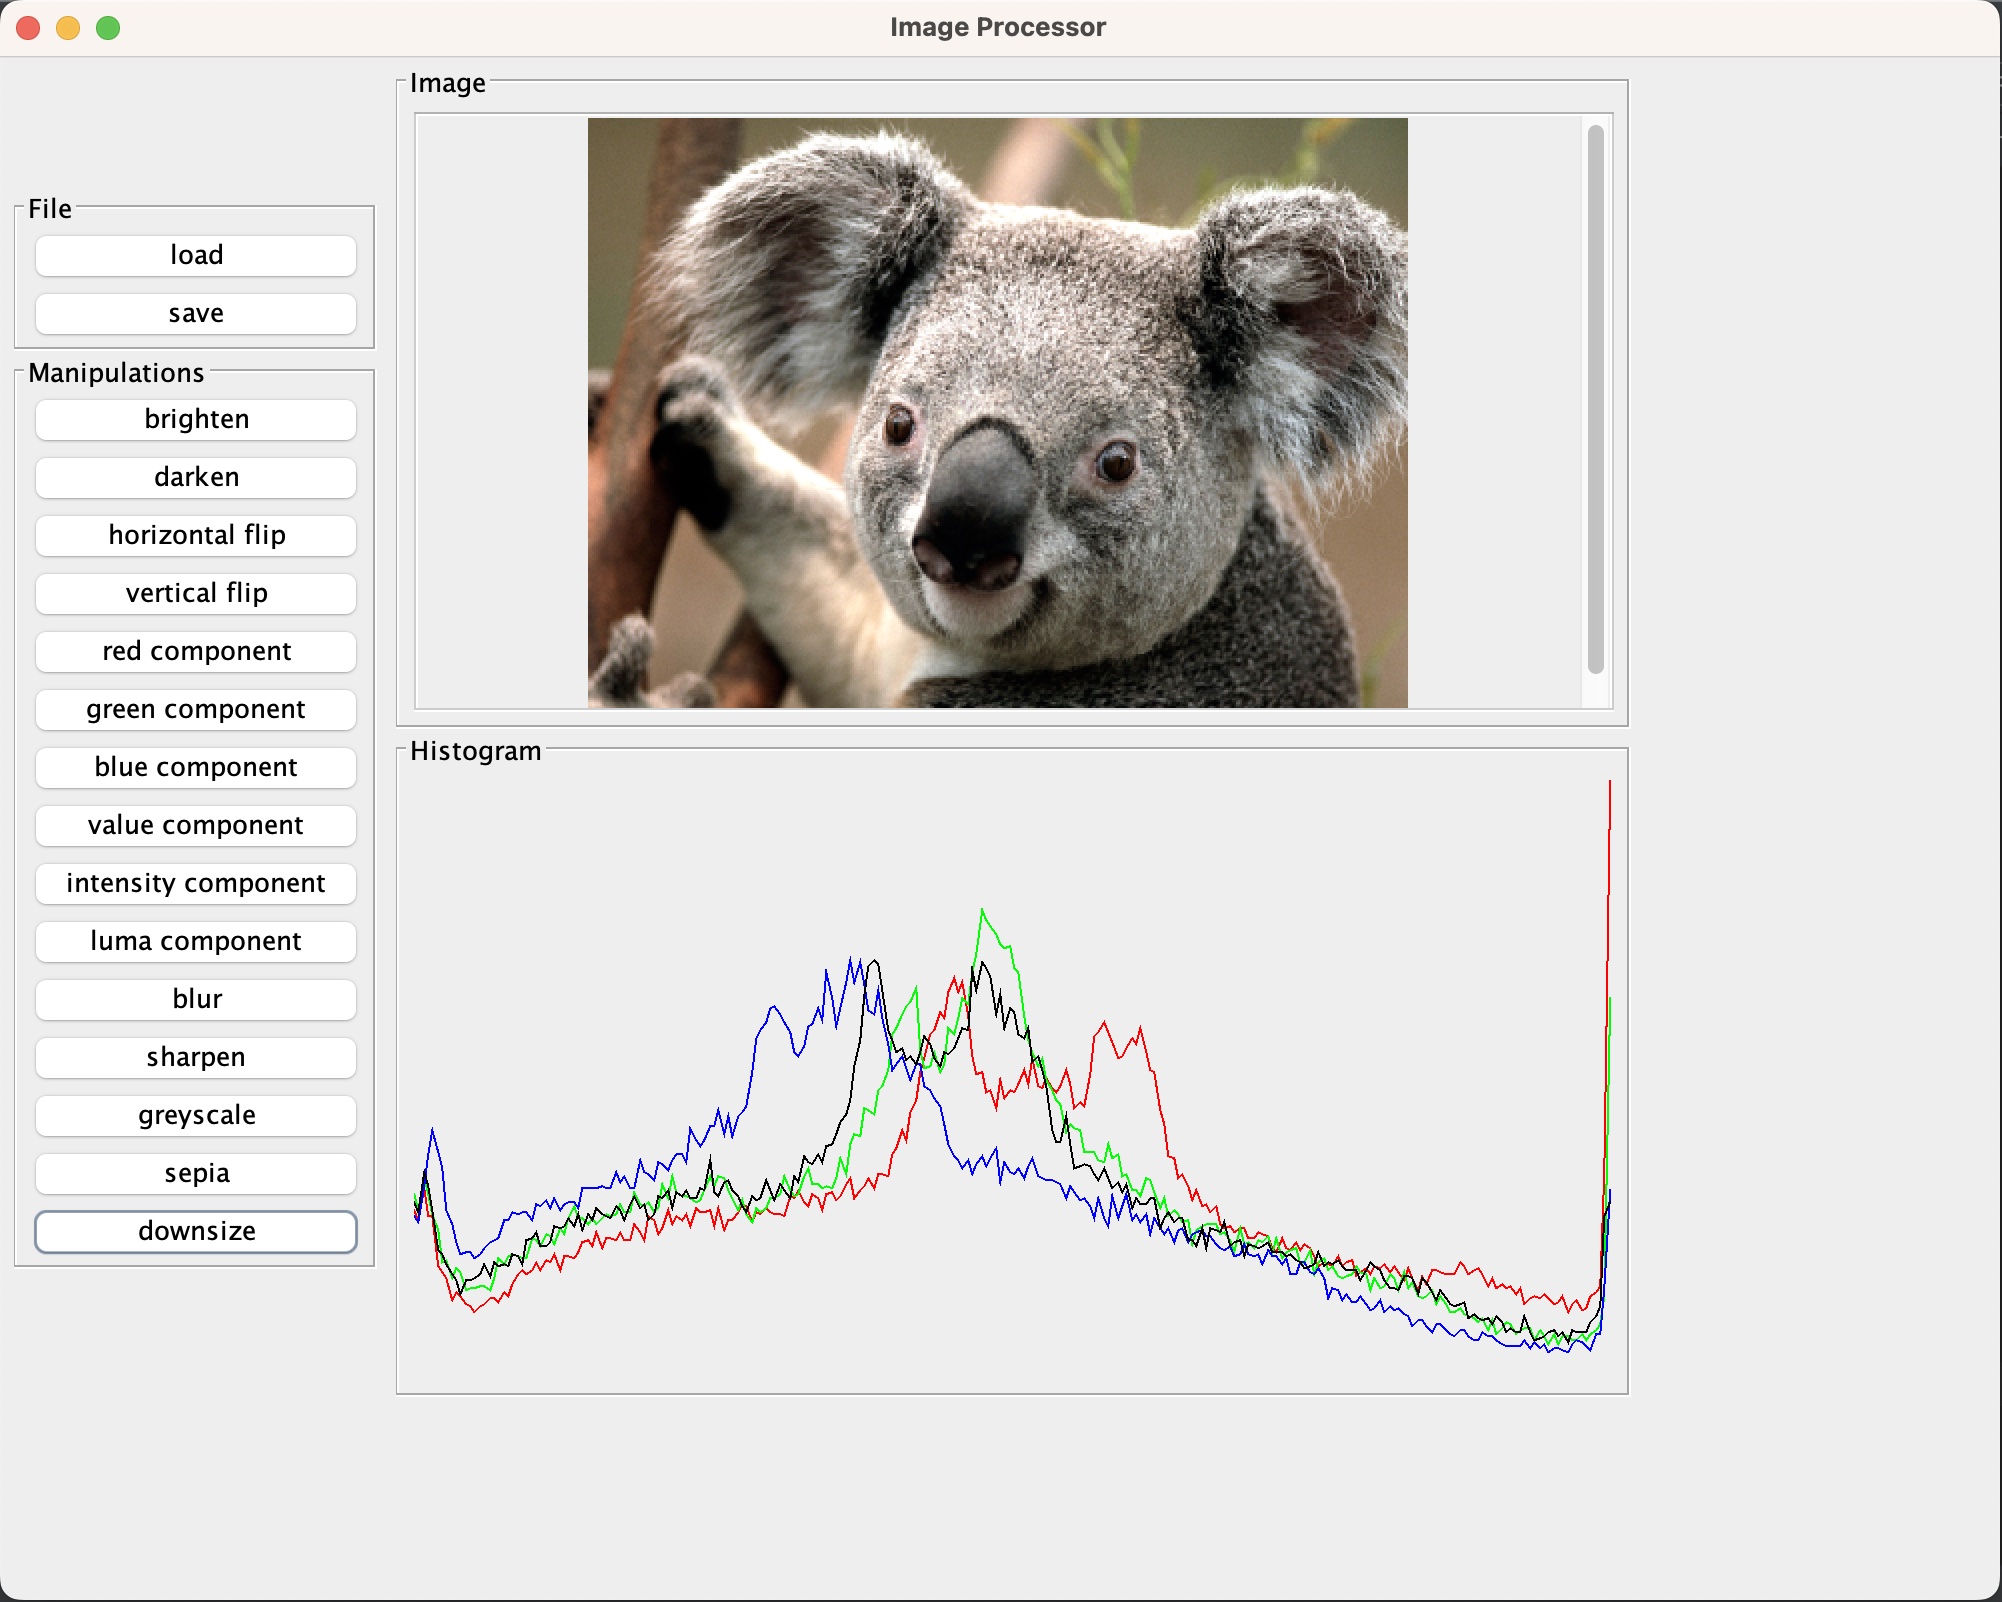 Image Processor
File
load
save
Manipulations
brighten
darken
horizontal flip
vertical flip
red component
green component
blue component
value component
intensity component
luma component
blur
sharpen
greyscale
sepia
downsize
Image
Histogram